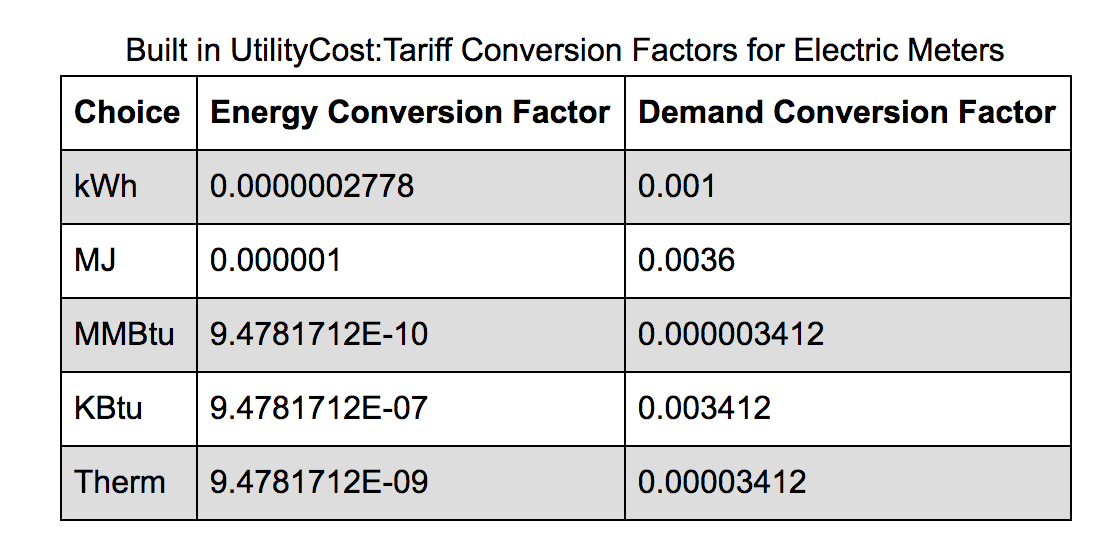 Built in UtilityCost:Tariff Conversion Factors for Electric Meters
Choice Energy Conversion Factor Demand Conversion Factor
kWh 0.0000002778 0.001
MJ 0.000001 0.0036
MMBtu 9.4781712E-10 0.000003412
KBtu 9.4781712E-07 0.003412
Therm 9.4781712E-09 0.00003412